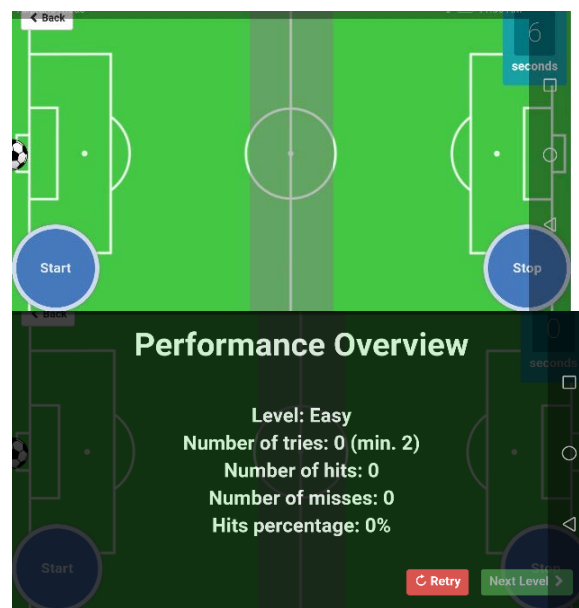 Back
6
seconds
Start
Stop
Back
0
seconds
Performance Overview
Level: Easy
Number of tries: 0 (min. 2)
Number of hits: 0
Number of misses: 0
Hits percentage: 0%
Start
Stop
Retry
Next Level